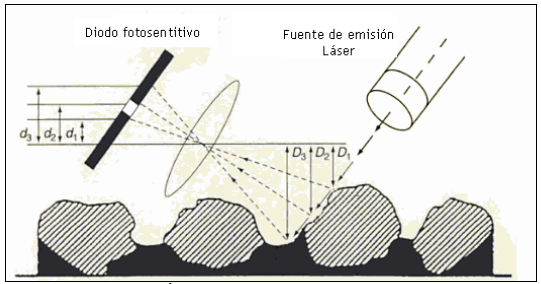 Diodo fotosentitivo
Fuente de emisión
Láser
d3 d2 d1
D3 D2 D1